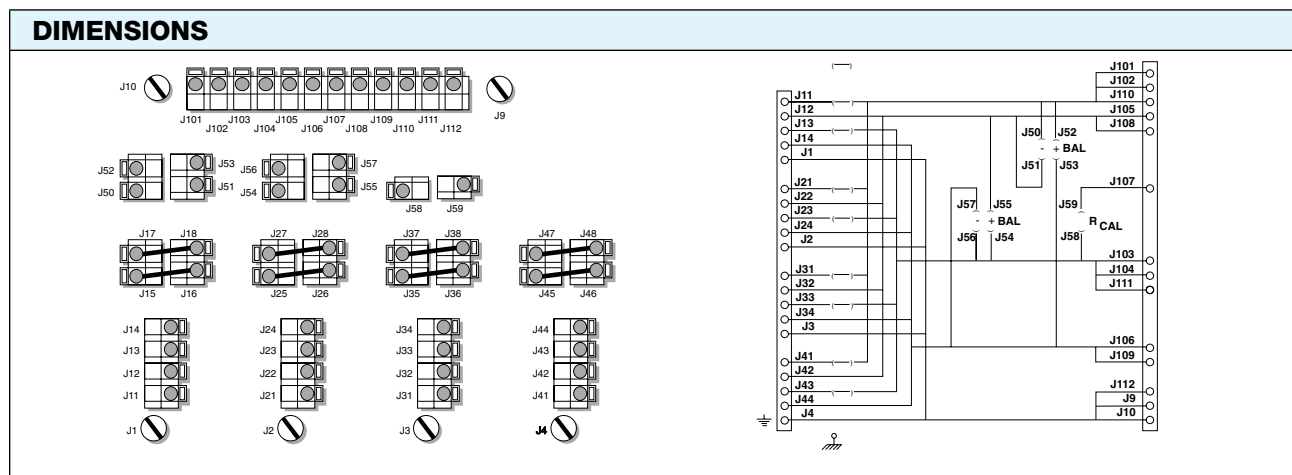 DIMENSIONS
J10
J9
J101 J103 J105 J107 J109 J111
J102 J104 J106 J108 J110 J112
J52 J53 J56 J57
J50 J51 J54 J55
J58 J59
J17 J18 J27 J28 J37 J38 J47 J48
J15 J16 J25 J26 J35 J36 J45 J46
J14 J24 J34 J44
J13 J23 J33 J43
J12 J22 J32 J42
J11 J21 J31 J41
J1 J2 J3 J4
J11
J12
J13
J14
J1
J21
J22
J23
J24
J2
J31
J32
J33
J34
J3
J41
J42
J43
J44
J4
J50 J52
- + BAL
J51 J53
J57 J55
- + BAL
J56 J54
J59
RCAL
J58
J101
J102
J110
J105
J108
J107
J103
J104
J111
J106
J109
J112
J9
J10